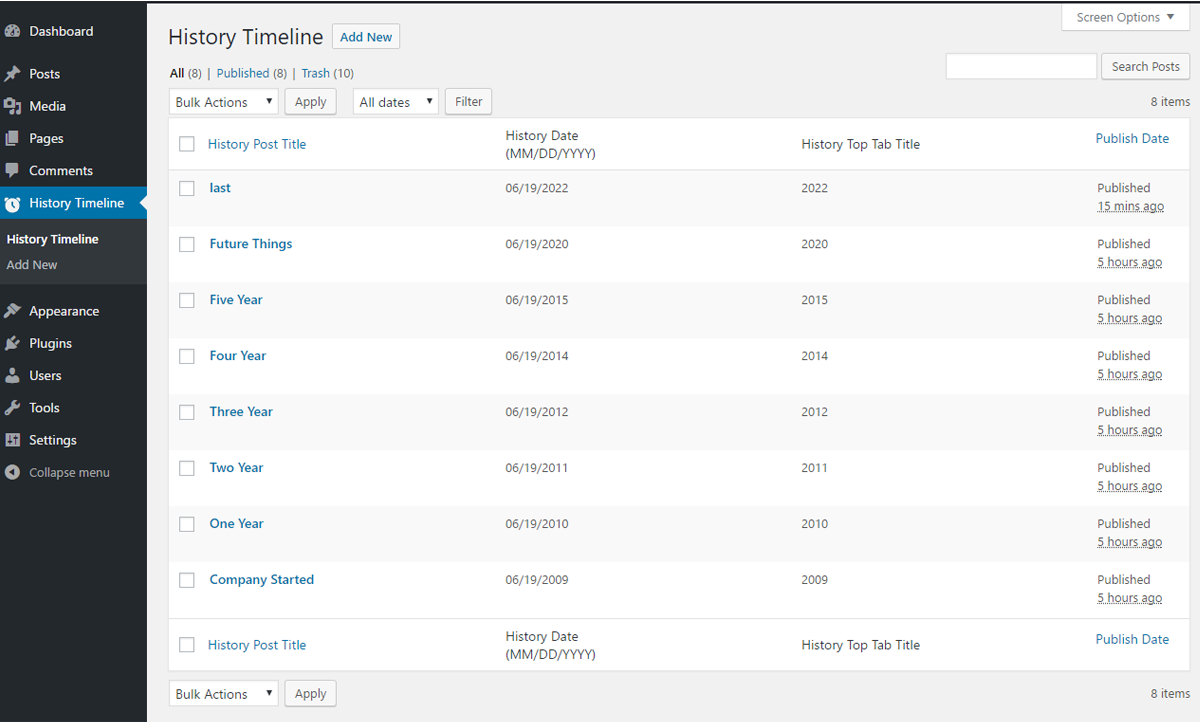 Dashboard
Posts
Media
Pages
Comments
History Timeline
History Timeline
Add New
Appearance
Plugins
Users
Tools
Settings
Collapse menu
Screen Options
History Timeline Add New
All (8) | Published (8) | Trash (10)
Search Posts
Bulk Actions Apply All dates Filter
8 items
History Post Title History Date (MM/DD/YYYY) History Top Tab Title Publish Date
last 06/19/2022 2022 Published
15 mins ago
Future Things 06/19/2020 2020 Published
5 hours ago
Five Year 06/19/2015 2015 Published
5 hours ago
Four Year 06/19/2014 2014 Published
5 hours ago
Three Year 06/19/2012 2012 Published
5 hours ago
Two Year 06/19/2011 2011 Published
5 hours ago
One Year 06/19/2010 2010 Published
5 hours ago
Company Started 06/19/2009 2009 Published
5 hours ago
History Post Title History Date (MM/DD/YYYY) History Top Tab Title Publish Date
Bulk Actions Apply
8 items